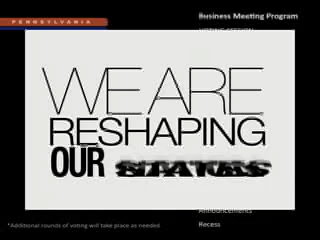 PENNSYLVANIA
Business Meeting Program
WE ARE
RESHAPING
OUR STATES
Announcements
*Additional rounds of voting will take place as needed
Recess